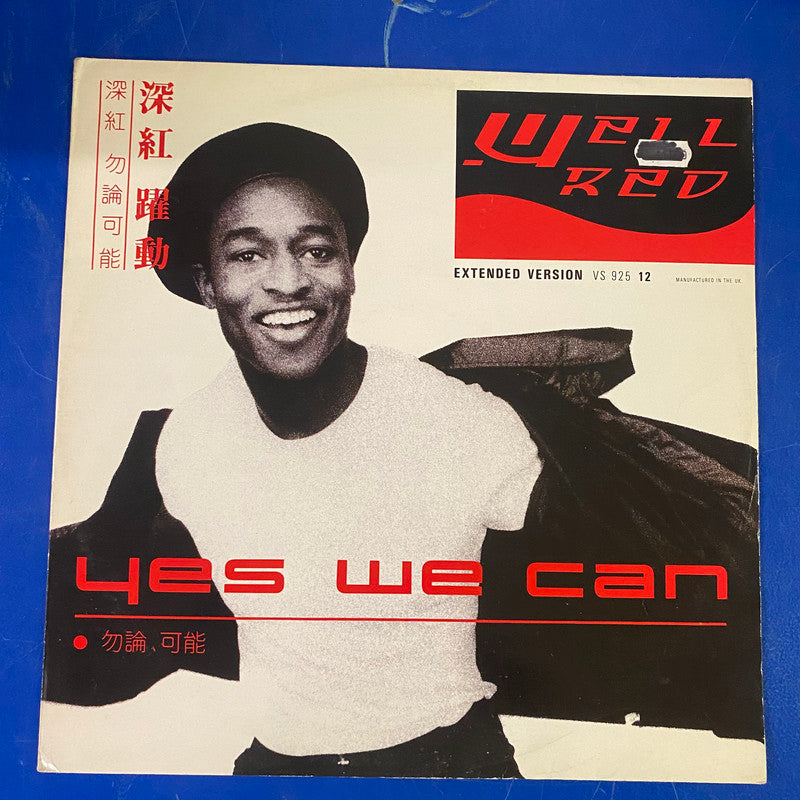 深紅 躍動
深紅 勿論可能
Well
Red
EXTENDED VERSION VS 925 12
MANUFACTURED IN THE UK
yes we can
● 勿論、可能